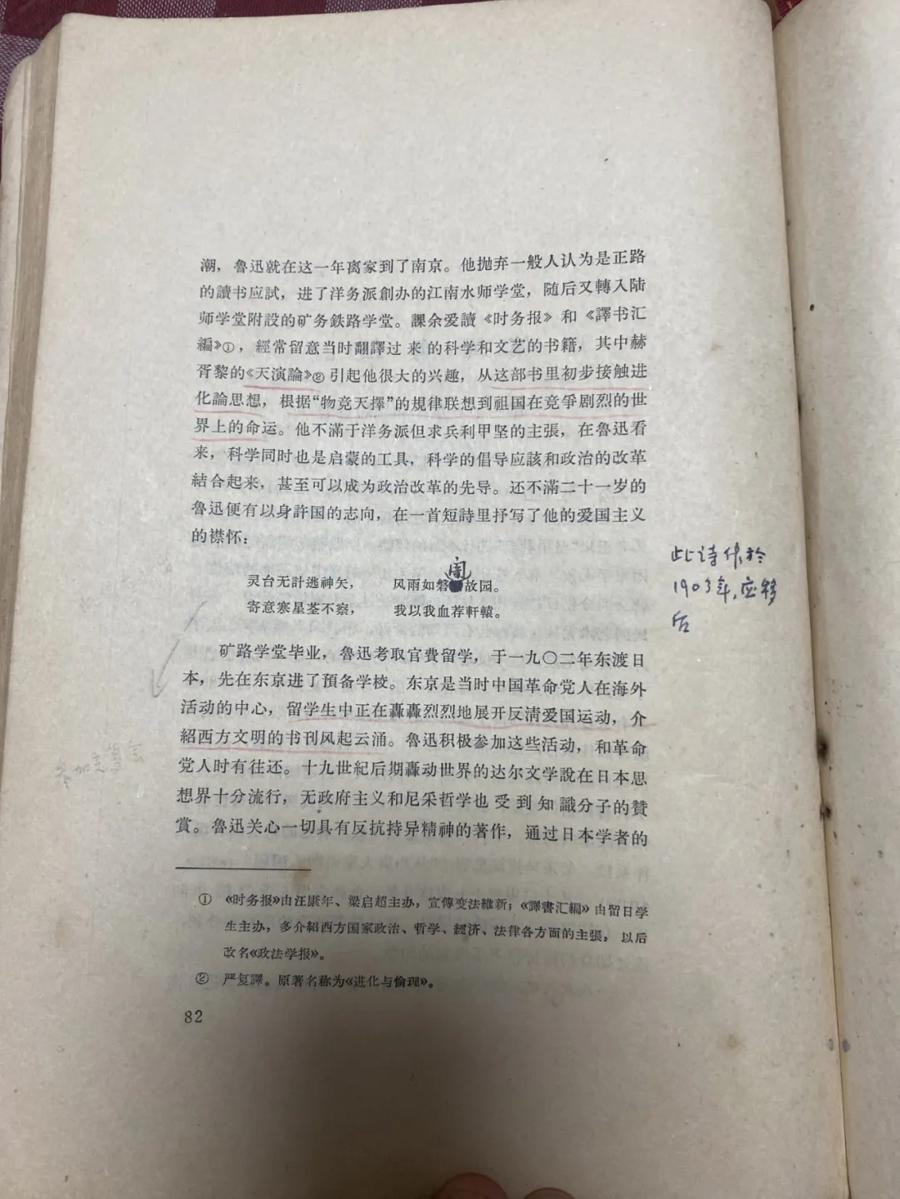 潮，魯迅就在这一年离家到了南京。他抛弃一般人认为是正路
的讀书应試，进了洋务派創办的江南水师学堂，随后又轉入陆
师学堂附設的矿务鉄路学堂。課余爱讀《时务报》和《譯书汇
編》①，經常留意当时翻譯过来的科学和文艺的书籍，其中赫
胥黎的《天演論》②引起他很大的兴趣，从这部书里初步接触进
化論思想，根据“物竞天擇”的規律联想到祖国在竞爭剧烈的世
界上的命运。他不滿于洋务派但求兵利甲坚的主張，在魯迅看
来，科学同时也是启蒙的工具，科学的倡导应該和政治的改革
結合起来，甚至可以成为政治改革的先导。还不滿二十一岁的
魯迅便有以身許国的志向，在一首短詩里抒写了他的爱国主义
的襟怀：
灵台无計逃神矢，　风雨如磐闇故园。
寄意寒星荃不察，　我以我血荐軒轅。
此诗作於
1903年，应移
后
矿路学堂毕业，魯迅考取官費留学，于一九〇二年东渡日
本，先在东京进了預备学校。东京是当时中国革命党人在海外
活动的中心，留学生中正在轟轟烈烈地展开反清爱国运动，介
紹西方文明的书刊风起云涌。魯迅积极参加这些活动，和革命
党人时有往还。十九世紀后期轟动世界的达尔文学說在日本思
想界十分流行，无政府主义和尼采哲学也受到知識分子的贊
賞。魯迅关心一切具有反抗持异精神的著作，通过日本学者的
① 《时务报》由汪康年、梁启超主办，宣傳变法維新；《譯書汇編》由留日学
生主办，多介紹西方国家政治、哲学、經济、法律各方面的主張，以后
改名《政法学报》。
② 严复譯。原著名称为《进化与倫理》。
82